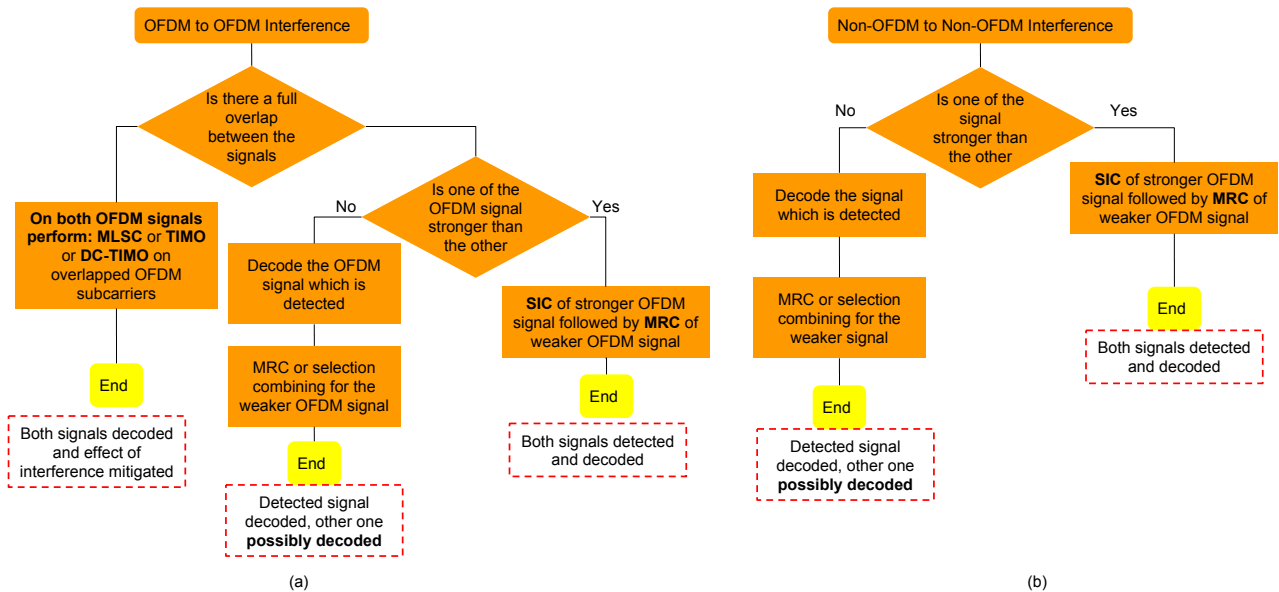 OFDM to OFDM Interference
Is there a full
overlap
between the
signals
On both OFDM signals
perform: MLSC or TIMO
or DC-TIMO on
overlapped OFDM
subcarriers
End
Both signals decoded
and effect of
interference mitigated
Is one of the
OFDM signal
stronger than
the other
No
Yes
Decode the OFDM
signal which is
detected
MRC or selection
combining for the
weaker OFDM signal
End
Detected signal
decoded, other one
possibly decoded
SIC of stronger OFDM
signal followed by MRC of
weaker OFDM signal
End
Both signals detected
and decoded
(a)
Non-OFDM to Non-OFDM Interference
Is one of the
signal
stronger than
the other
No
Yes
Decode the signal
which is detected
MRC or selection
combining for the
weaker signal
End
Detected signal
decoded, other one
possibly decoded
SIC of stronger OFDM
signal followed by MRC of
weaker OFDM signal
End
Both signals detected
and decoded
(b)